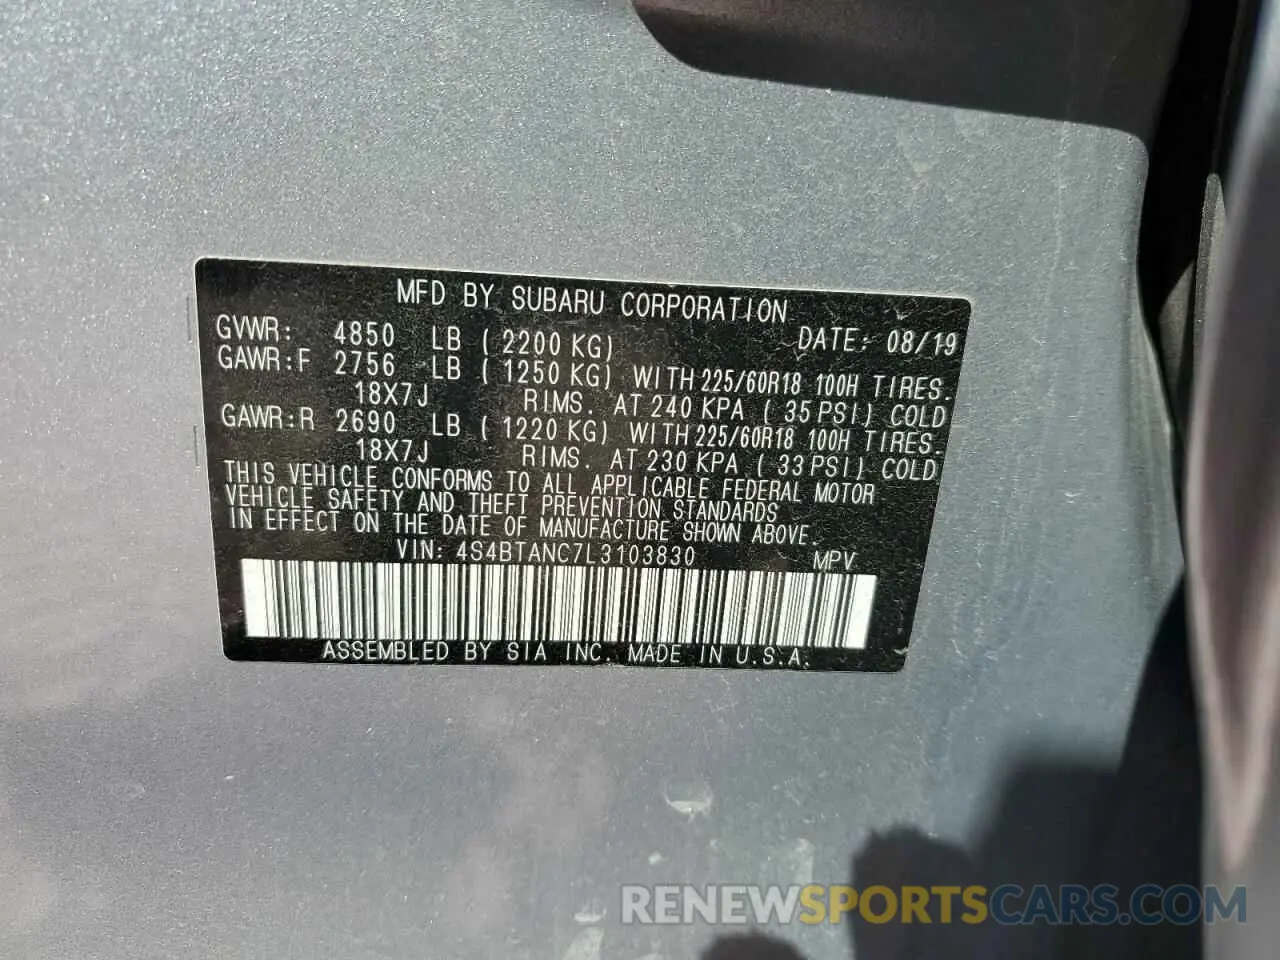 MFD BY SUBARU CORPORATION
GVWR: 4850 LB ( 2200 KG) DATE: 08/19
GAWR:F 2756 LB ( 1250 KG) WITH 225/60R18 100H TIRES.
18X7J RIMS. AT 240 KPA ( 35 PSI) COLD
GAWR:R 2690 LB ( 1220 KG) WITH 225/60R18 100H TIRES.
18X7J RIMS. AT 230 KPA ( 33 PSI) COLD
THIS VEHICLE CONFORMS TO ALL APPLICABLE FEDERAL MOTOR
VEHICLE SAFETY AND THEFT PREVENTION STANDARDS
IN EFFECT ON THE DATE OF MANUFACTURE SHOWN ABOVE.
VIN: 4S4BTANC7L3103830 MPV
ASSEMBLED BY SIA INC. MADE IN U.S.A.
RENEWSPORTSCARS.COM